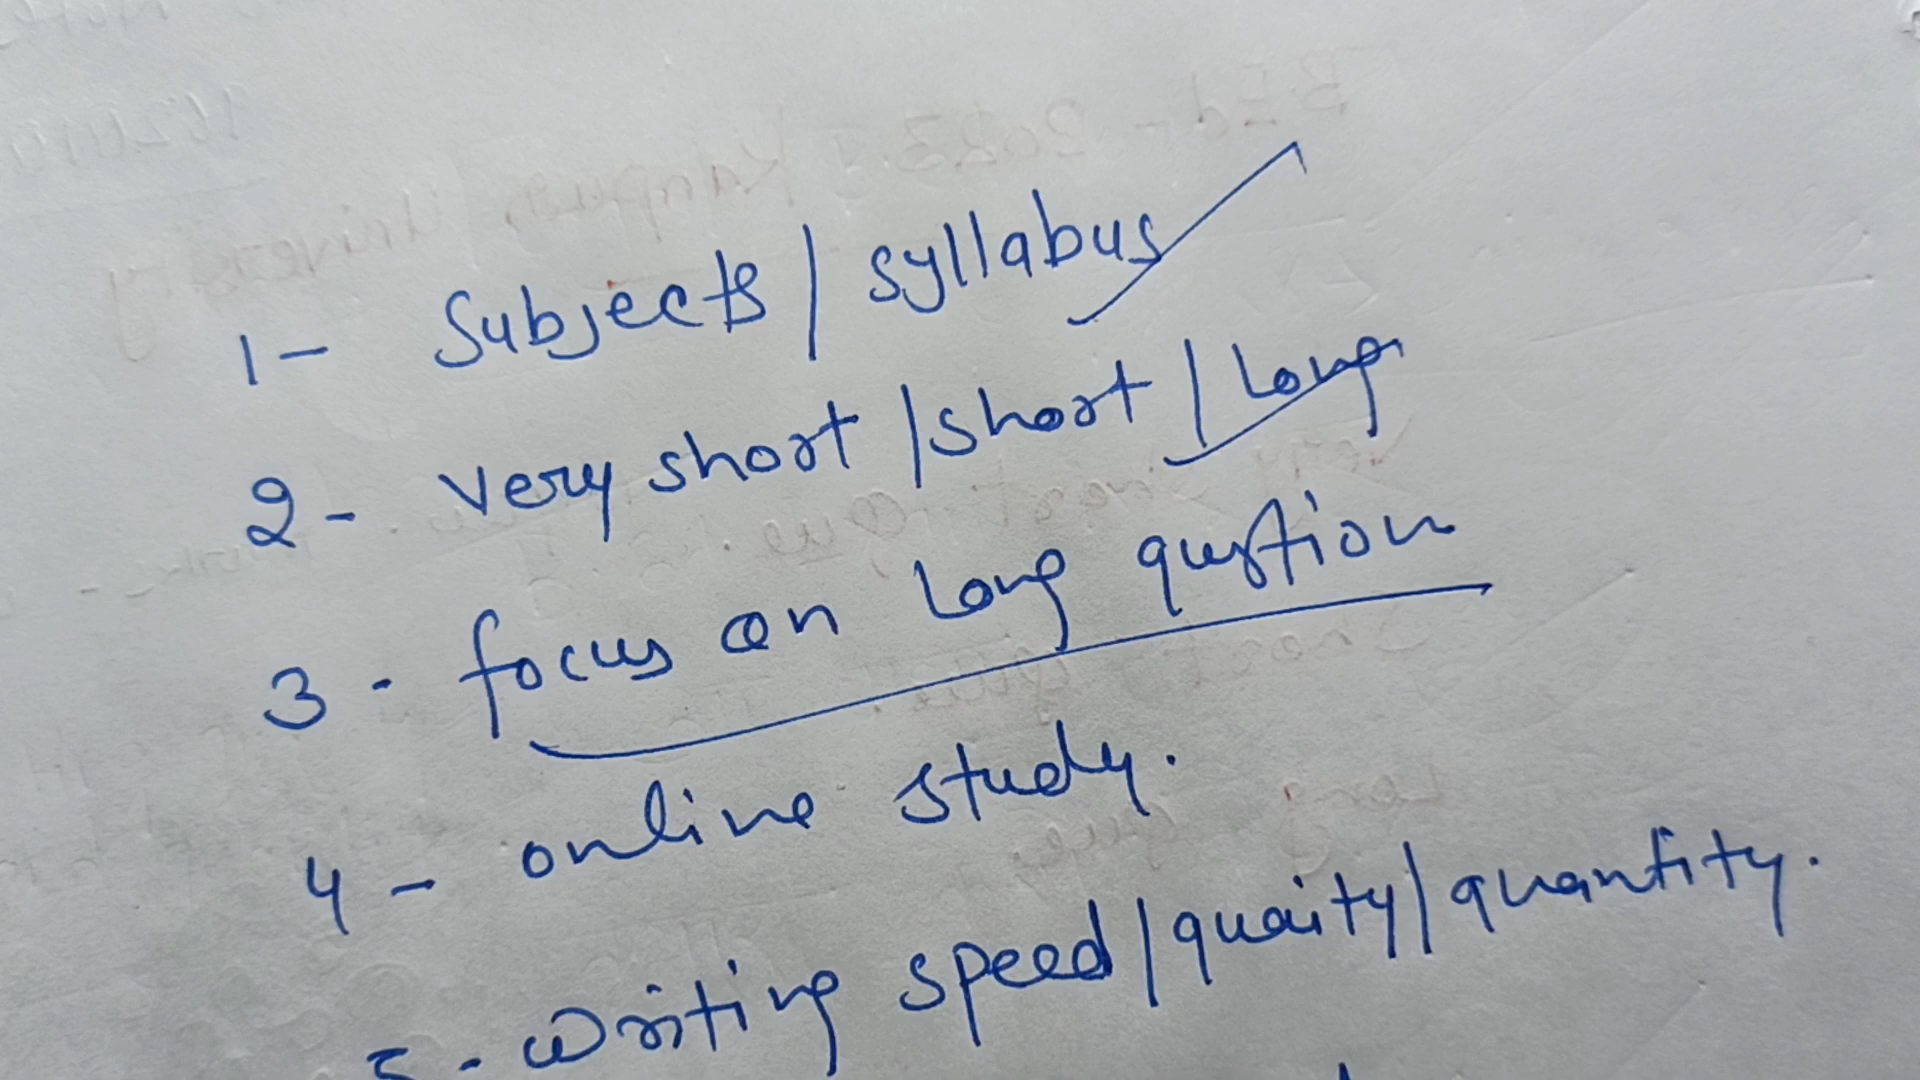 1- Subjects/syllabus
2- Very short/short/Long
3- focus on Long qustion
4- online study.
5- writing speed/quaity/quantity.